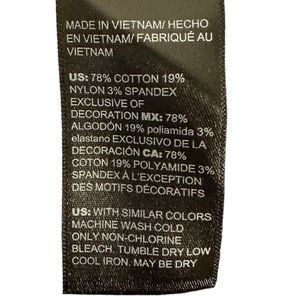 MADE IN VIETNAM/ HECHO
EN VIETNAM/ FABRIQUÉ AU
VIETNAM
US: 78% COTTON 19%
NYLON 3% SPANDEX
EXCLUSIVE OF
DECORATION MX: 78%
ALGODÓN 19% poliamida 3%
elastano EXCLUSIVO DE LA
DECORACIÓN CA: 78%
COTON 19% POLYAMIDE 3%
SPANDEX À L'EXCEPTION
DES MOTIFS DÉCORATIFS
US: WITH SIMILAR COLORS
MACHINE WASH COLD
ONLY NON-CHLORINE
BLEACH. TUMBLE DRY LOW
COOL IRON. MAY BE DRY